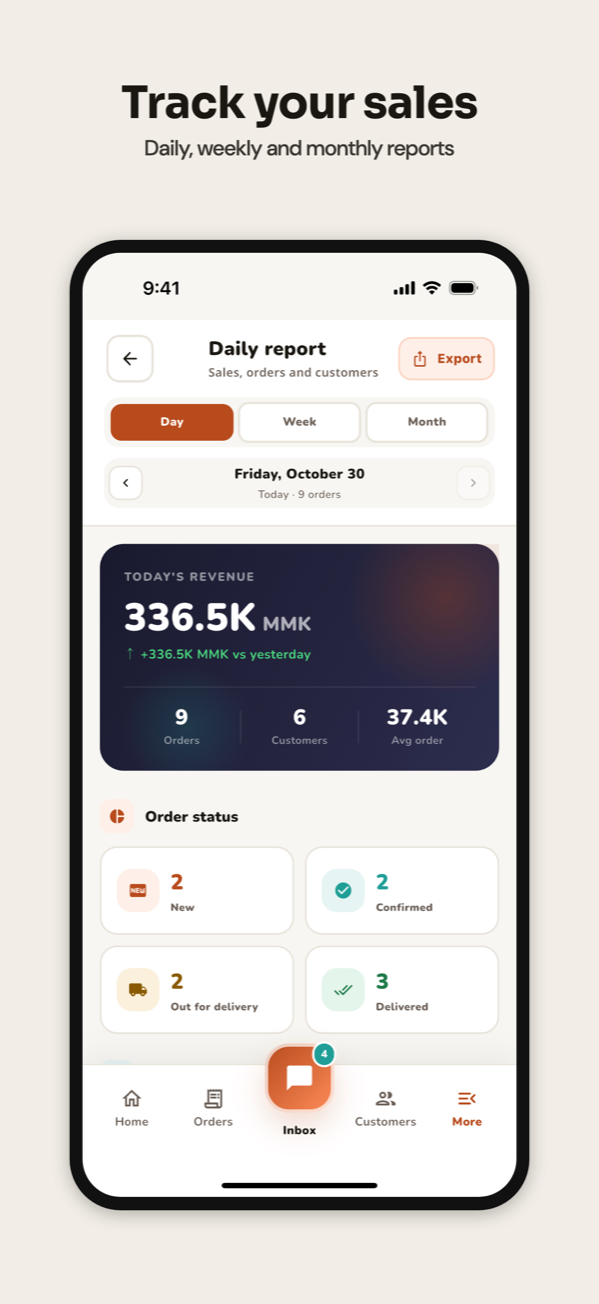 Track your sales
Daily, weekly and monthly reports
9:41
Daily report
Sales, orders and customers
Export
Day
Week
Month
Friday, October 30
Today · 9 orders
TODAY'S REVENUE
336.5K MMK
↑ +336.5K MMK vs yesterday
9
Orders
6
Customers
37.4K
Avg order
Order status
NEW
2
New
2
Confirmed
2
Out for delivery
3
Delivered
4
Home
Orders
Inbox
Customers
More